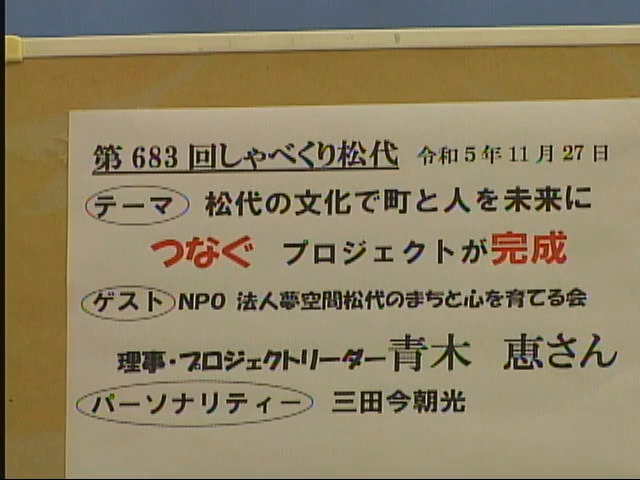 第683回しゃべくり松代 令和5年11月27日
テーマ 松代の文化で町と人を未来に
つなぐ プロジェクトが完成
ゲスト NPO 法人夢空間松代のまちと心を育てる会
理事・プロジェクトリーダー青木 恵さん
パーソナリティー 三田今朝光